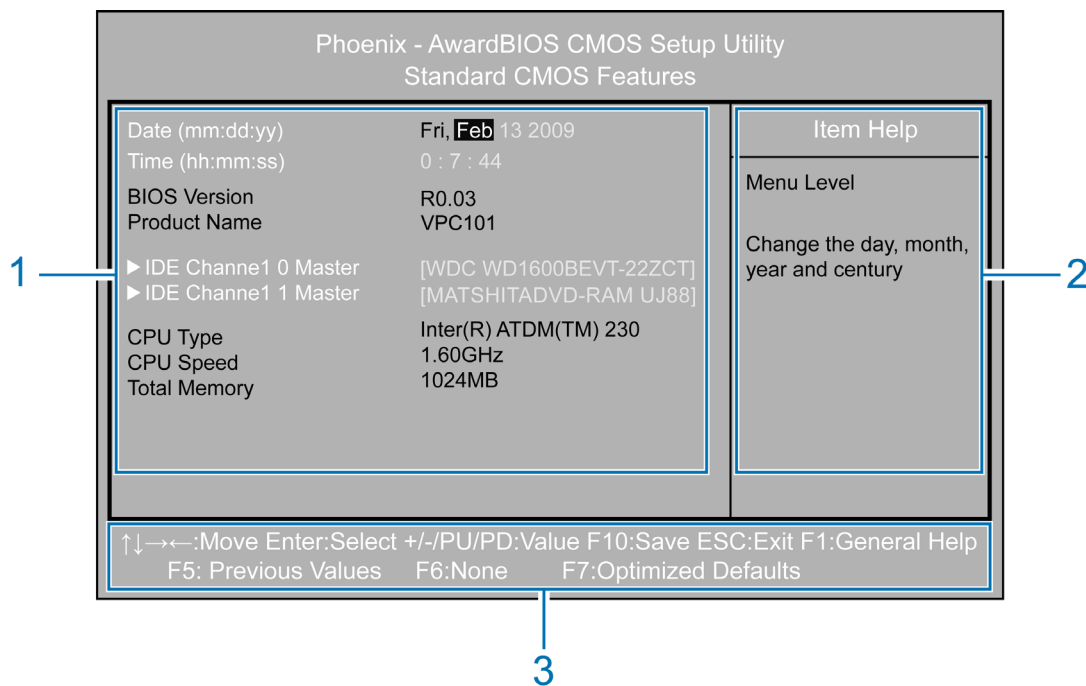 Phoenix - AwardBIOS CMOS Setup Utility
Standard CMOS Features
Date (mm:dd:yy) Fri, Feb 13 2009
Time (hh:mm:ss) 0 : 7 : 44
BIOS Version R0.03
Product Name VPC101
▶ IDE Channe1 0 Master [WDC WD1600BEVT-22ZCT]
▶ IDE Channe1 1 Master [MATSHITADVD-RAM UJ88]
CPU Type Inter(R) ATDM(TM) 230
CPU Speed 1.60GHz
Total Memory 1024MB
Item Help
Menu Level
Change the day, month,
year and century
1
2
↑↓→←:Move Enter:Select +/-/PU/PD:Value F10:Save ESC:Exit F1:General Help
F5: Previous Values F6:None F7:Optimized Defaults
3